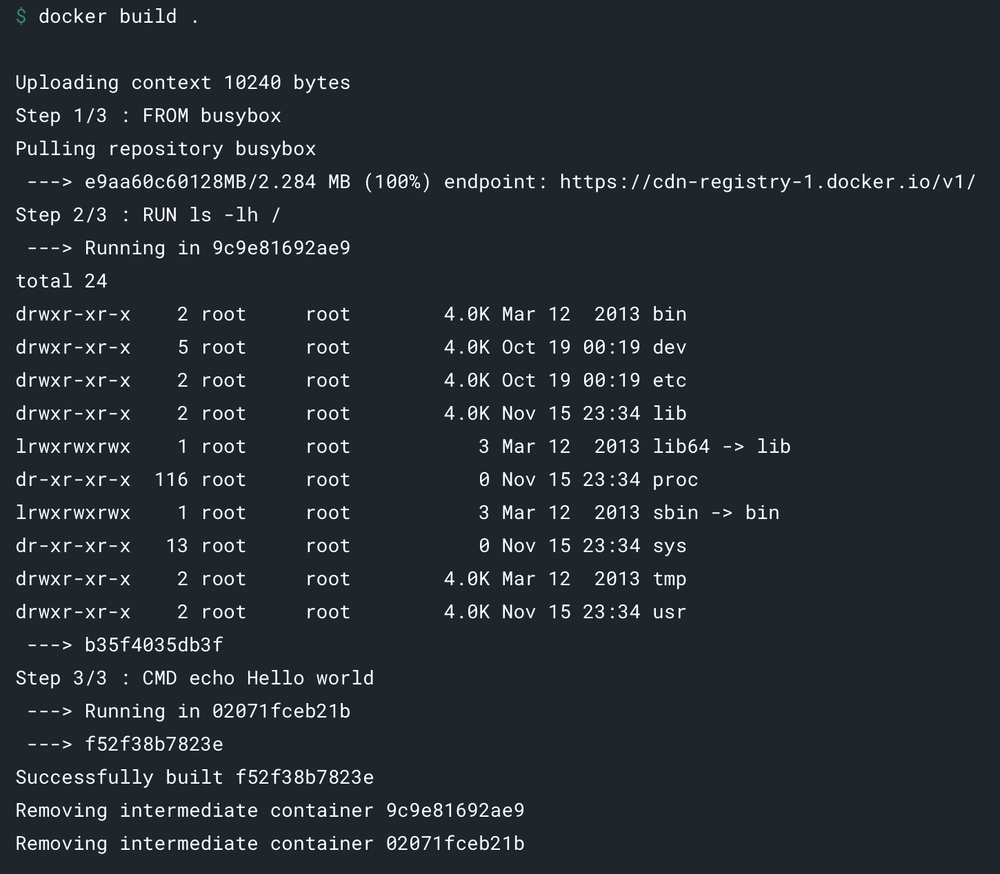 $ docker build .
Uploading context 10240 bytes
Step 1/3 : FROM busybox
Pulling repository busybox
 ---> e9aa60c60128MB/2.284 MB (100%) endpoint: https://cdn-registry-1.docker.io/v1/
Step 2/3 : RUN ls -lh /
 ---> Running in 9c9e81692ae9
total 24
drwxr-xr-x    2 root     root        4.0K Mar 12  2013 bin
drwxr-xr-x    5 root     root        4.0K Oct 19 00:19 dev
drwxr-xr-x    2 root     root        4.0K Oct 19 00:19 etc
drwxr-xr-x    2 root     root        4.0K Nov 15 23:34 lib
lrwxrwxrwx    1 root     root           3 Mar 12  2013 lib64 -> lib
dr-xr-xr-x  116 root     root           0 Nov 15 23:34 proc
lrwxrwxrwx    1 root     root           3 Mar 12  2013 sbin -> bin
dr-xr-xr-x   13 root     root           0 Nov 15 23:34 sys
drwxr-xr-x    2 root     root        4.0K Mar 12  2013 tmp
drwxr-xr-x    2 root     root        4.0K Nov 15 23:34 usr
 ---> b35f4035db3f
Step 3/3 : CMD echo Hello world
 ---> Running in 02071fceb21b
 ---> f52f38b7823e
Successfully built f52f38b7823e
Removing intermediate container 9c9e81692ae9
Removing intermediate container 02071fceb21b